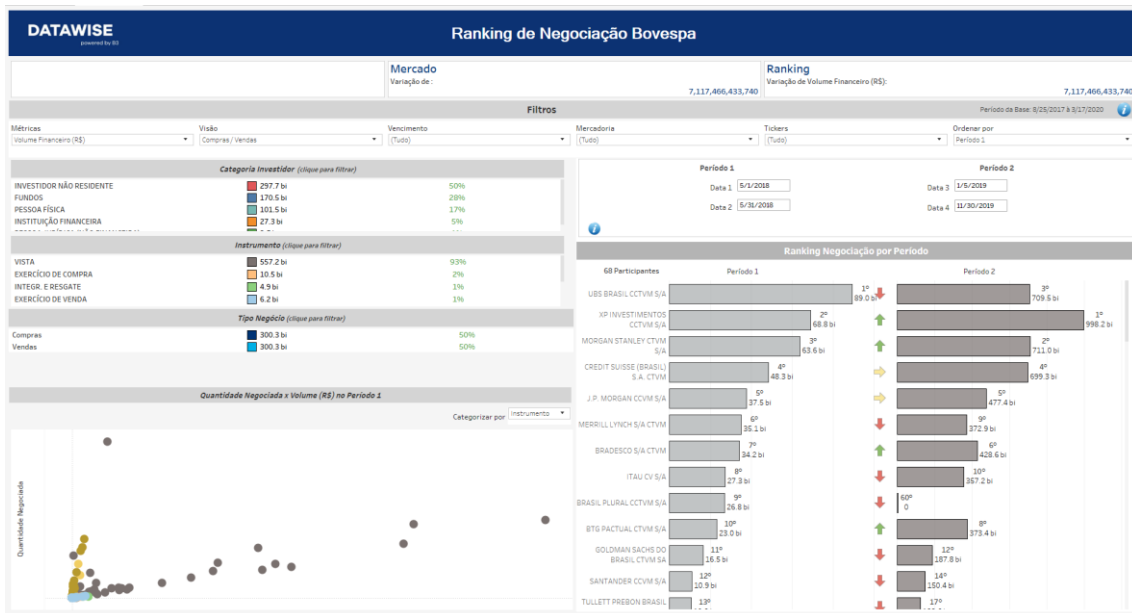 DATAWISE
powered by B3
Ranking de Negociação Bovespa
Mercado
Variação de :
7,117,466,433,740
Ranking
Variação de Volume Financeiro (R$):
7,117,466,433,740
Filtros
Período da Base: 8/25/2017 à 3/17/2020
Métricas
Volume Financeiro (R$)
Visão
Compras / Vendas
Vencimento
(Tudo)
Mercadoria
(Tudo)
Tickers
(Tudo)
Ordenar por
Período 1
Categoria Investidor (clique para filtrar)
INVESTIDOR NÃO RESIDENTE 297.7 bi 50%
FUNDOS 170.5 bi 28%
PESSOA FÍSICA 101.5 bi 17%
INSTITUIÇÃO FINANCEIRA 27.3 bi 5%
Instrumento (clique para filtrar)
VISTA 557.2 bi 93%
EXERCÍCIO DE COMPRA 10.5 bi 2%
INTEGR. E RESGATE 4.9 bi 1%
EXERCÍCIO DE VENDA 6.2 bi 1%
Tipo Negócio (clique para filtrar)
Compras 300.3 bi 50%
Vendas 300.3 bi 50%
Quantidade Negociada x Volume (R$) no Período 1
Categorizar por Instrumento
Quantidade Negociada
Período 1
Data 1 5/1/2018
Data 2 5/31/2018
Período 2
Data 3 1/5/2019
Data 4 11/30/2019
Ranking Negociação por Período
68 Participantes Período 1 Período 2
UBS BRASIL CCTVM S/A 1º 89.0 bi 3º 709.5 bi
XP INVESTIMENTOS
CCTVM S/A 2º 68.8 bi 1º 998.2 bi
MORGAN STANLEY CTVM
S/A 3º 63.6 bi 2º 711.0 bi
CREDIT SUISSE (BRASIL)
S.A. CTVM 4º 48.3 bi 4º 699.3 bi
J.P. MORGAN CCVM S/A 5º 37.5 bi 5º 477.4 bi
MERRILL LYNCH S/A CTVM 6º 35.1 bi 9º 372.9 bi
BRADESCO S/A CTVM 7º 34.2 bi 6º 428.6 bi
ITAU CV S/A 8º 27.3 bi 10º 367.2 bi
BRASIL PLURAL CCTVM S/A 9º 26.8 bi 60º 0
BTG PACTUAL CTVM S/A 10º 23.0 bi 8º 373.4 bi
GOLDMAN SACHS DO
BRASIL CTVM SA 11º 16.5 bi 12º 187.8 bi
SANTANDER CCVM S/A 12º 10.9 bi 14º 150.4 bi
TULLETT PREBON BRASIL 13º 17º